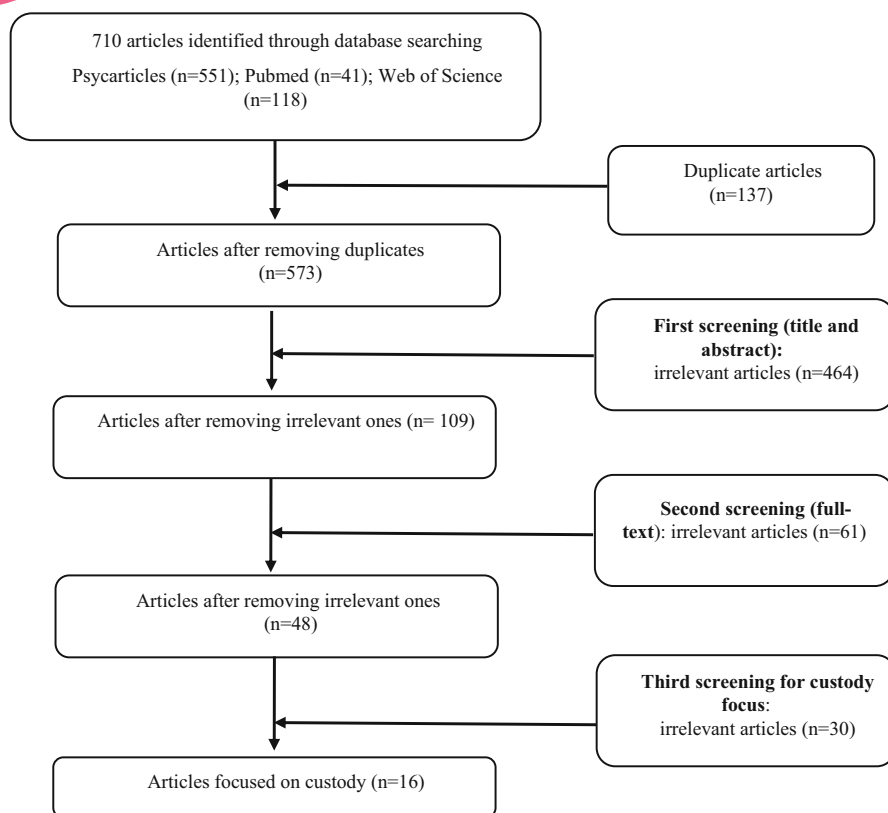 710 articles identified through database searching
Psycarticles (n=551); Pubmed (n=41); Web of Science
(n=118)
Duplicate articles
(n=137)
Articles after removing duplicates
(n=573)
First screening (title and
abstract):
irrelevant articles (n=464)
Articles after removing irrelevant ones (n= 109)
Second screening (full-
text): irrelevant articles (n=61)
Articles after removing irrelevant ones
(n=48)
Third screening for custody
focus:
irrelevant articles (n=30)
Articles focused on custody (n=16)